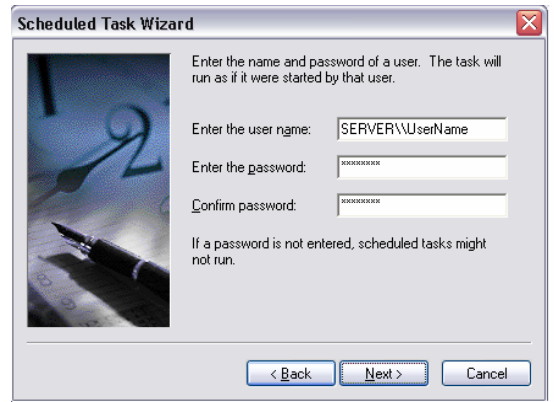 Scheduled Task Wizard
Enter the name and password of a user. The task will
run as if it were started by that user.
Enter the user name: SERVER\\UserName
Enter the password: ********
Confirm password: ********
If a password is not entered, scheduled tasks might
not run.
< Back Next > Cancel